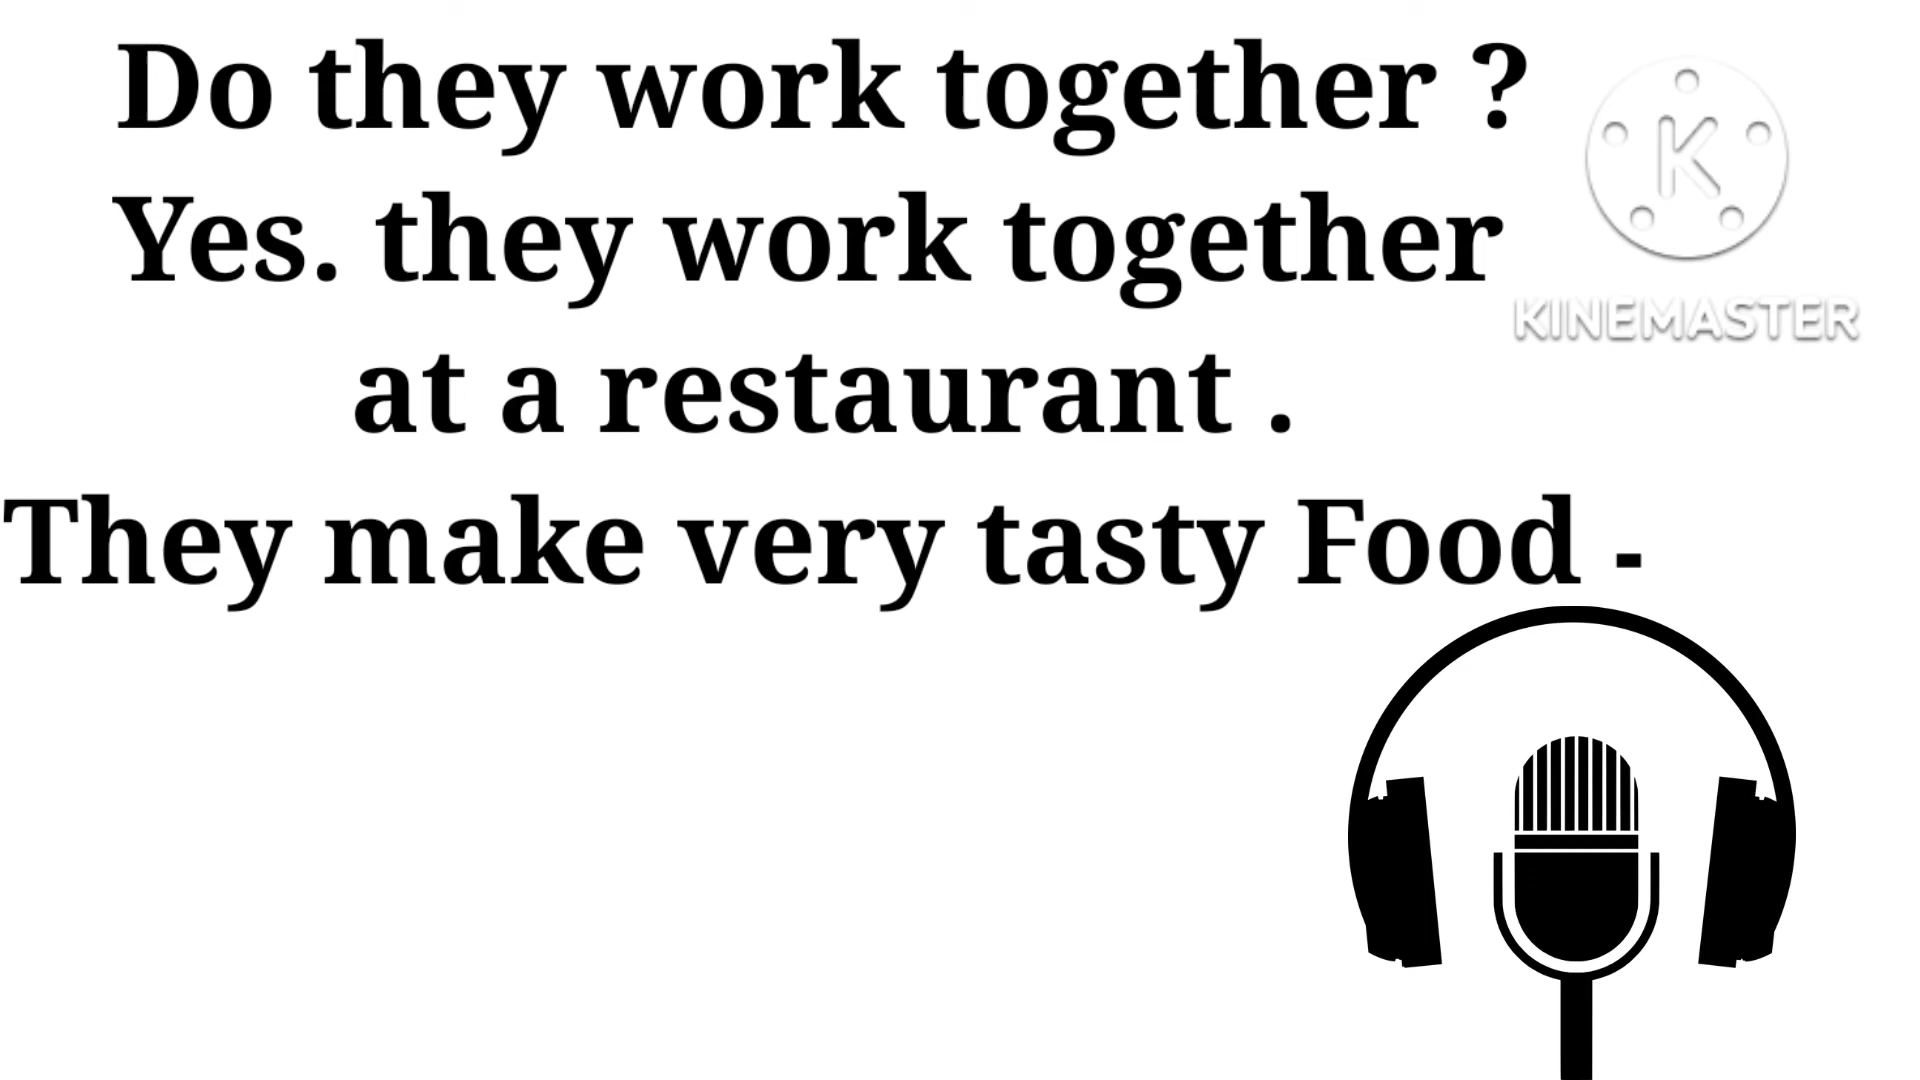 Do they work together ?
Yes. they work together
at a restaurant .
They make very tasty Food -
K
KINEMASTER